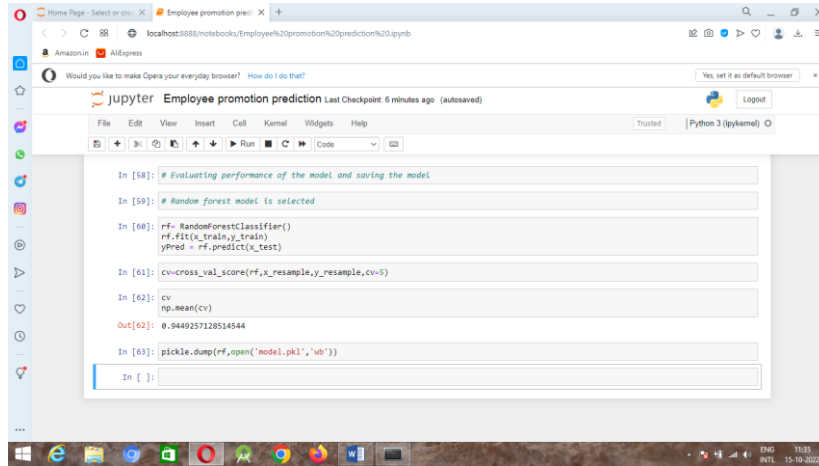 Home Page - Select or crea
Employee promotion pred
localhost:8888/notebooks/Employee%20promotion%20prediction%20.ipynb
Amazon.in AliExpress
Would you like to make Opera your everyday browser? How do I do that? Yes, set it as default browser
jupyter Employee promotion prediction Last Checkpoint: 6 minutes ago (autosaved) Logout
File Edit View Insert Cell Kernel Widgets Help Trusted Python 3 (ipykernel)
Run Code
In [58]: # Evaluating performance of the model and saving the model
In [59]: # Random forest model is selected
In [60]: rf= RandomForestClassifier()
rf.fit(x_train,y_train)
yPred = rf.predict(x_test)
In [61]: cv=cross_val_score(rf,x_resample,y_resample,cv=5)
In [62]: cv
np.mean(cv)
Out[62]: 0.9449257128514544
In [63]: pickle.dump(rf,open('model.pkl','wb'))
In [ ]:
ENG 11:35
INTL 15-10-2022